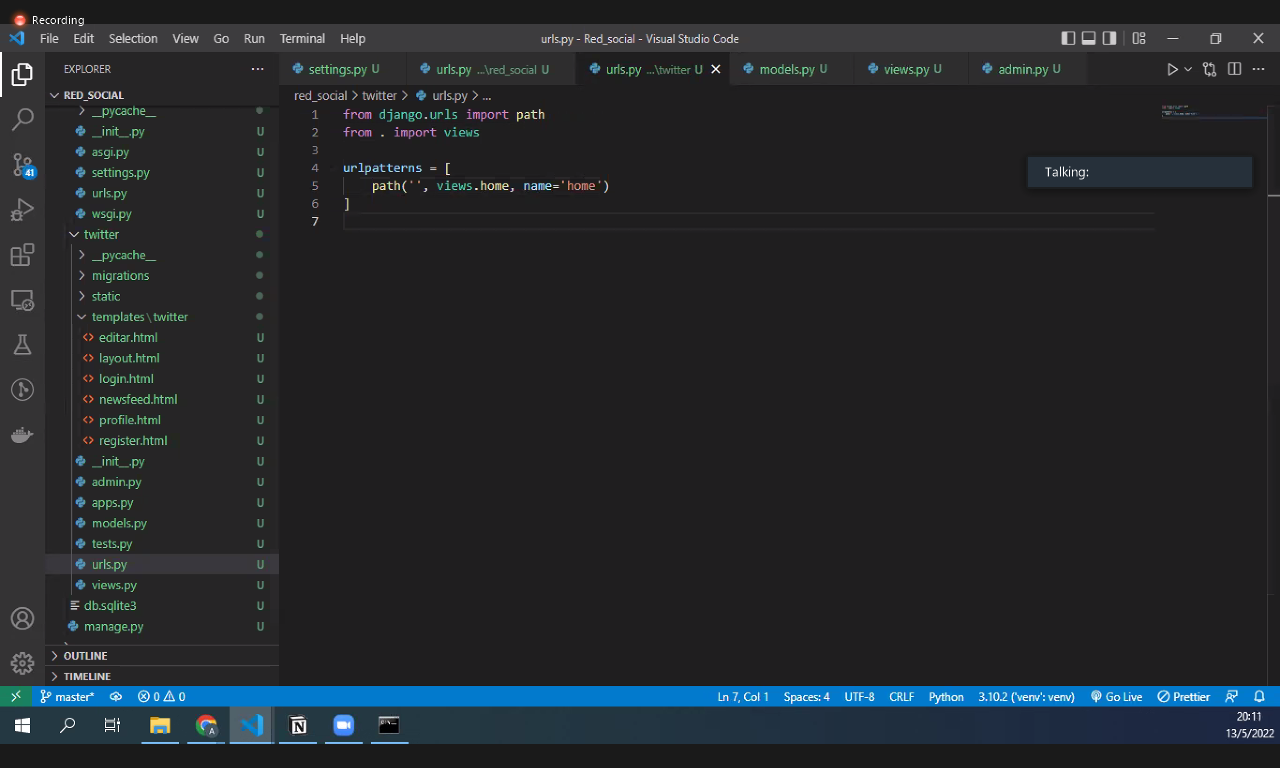 Recording
File Edit Selection View Go Run Terminal Help urls.py - Red_social - Visual Studio Code
EXPLORER ...
settings.py U urls.py ...\red_social U urls.py ...\twitter U models.py U views.py U admin.py U
RED_SOCIAL
red_social > twitter > urls.py > ...
__pycache__
__init__.py U
asgi.py U
settings.py U
urls.py U
wsgi.py U
twitter
__pycache__
migrations
static
templates\twitter
editar.html U
layout.html U
login.html U
newsfeed.html U
profile.html U
register.html U
__init__.py U
admin.py U
apps.py U
models.py U
tests.py U
urls.py U
views.py U
db.sqlite3 U
manage.py U
OUTLINE
TIMELINE
1 from django.urls import path
2 from . import views
3
4 urlpatterns = [
5 path('', views.home, name='home')
6 ]
7
Talking:
41
master* 0 0 Ln 7, Col 1 Spaces: 4 UTF-8 CRLF Python 3.10.2 ('venv': venv) Go Live Prettier
20:11
13/5/2022